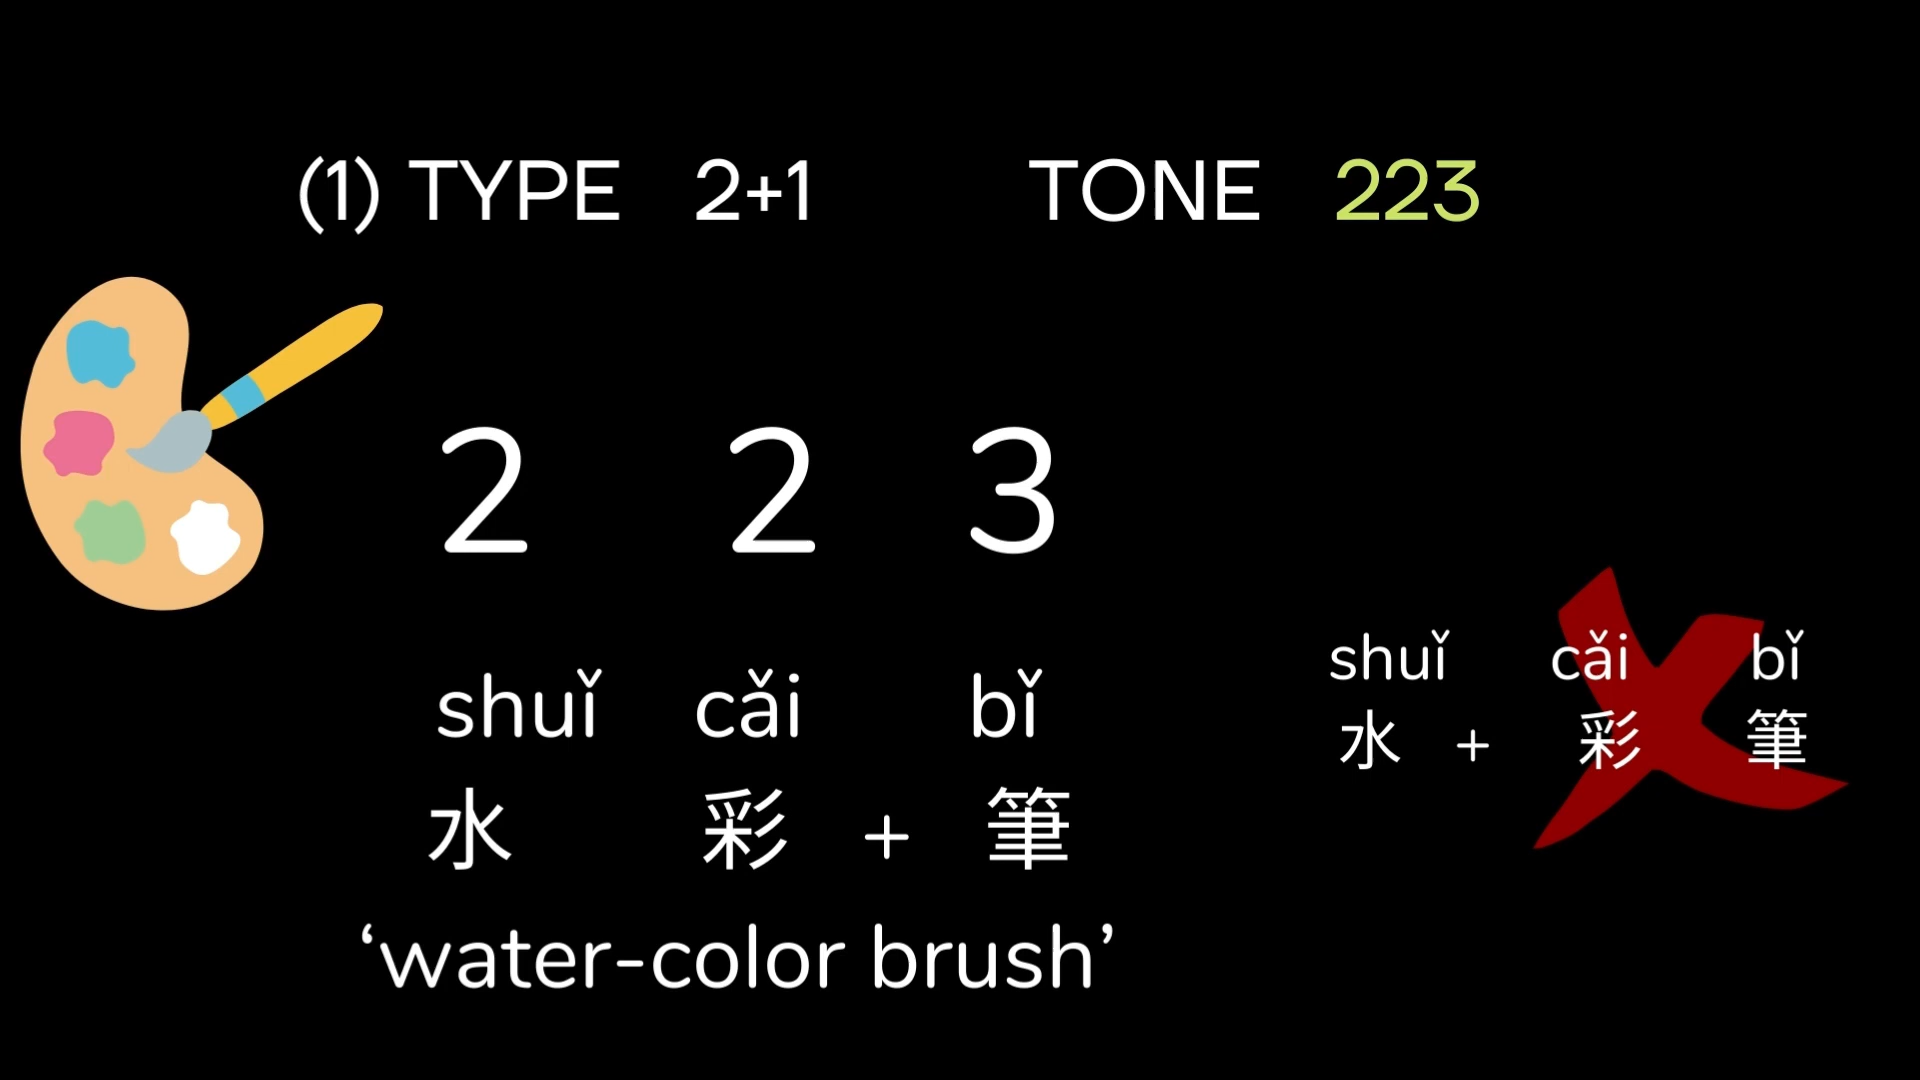 (1) TYPE 2+1 TONE 223
2 2 3
shuǐ cǎi bǐ
水 彩 + 筆
‘water-color brush’
shuǐ cǎi bǐ
水 + 彩 筆